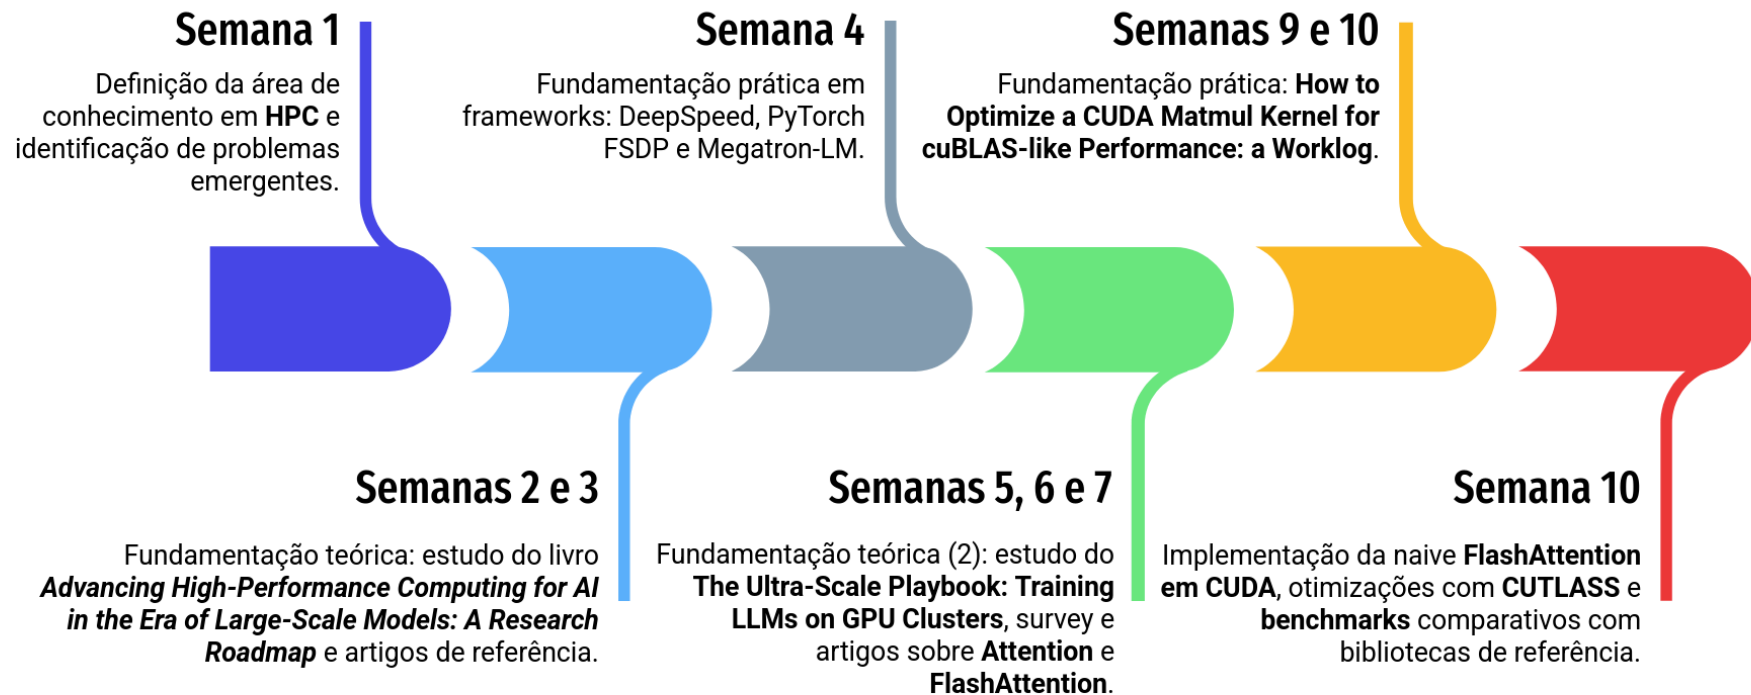 Semana 1
Definição da área de
conhecimento em HPC e
identificação de problemas
emergentes.
Semanas 2 e 3
Fundamentação teórica: estudo do livro
Advancing High-Performance Computing for AI
in the Era of Large-Scale Models: A Research
Roadmap e artigos de referência.
Semana 4
Fundamentação prática em
frameworks: DeepSpeed, PyTorch
FSDP e Megatron-LM.
Semanas 5, 6 e 7
Fundamentação teórica (2): estudo do
The Ultra-Scale Playbook: Training
LLMs on GPU Clusters, survey e
artigos sobre Attention e
FlashAttention.
Semanas 9 e 10
Fundamentação prática: How to
Optimize a CUDA Matmul Kernel for
cuBLAS-like Performance: a Worklog.
Semana 10
Implementação da naive FlashAttention
em CUDA, otimizações com CUTLASS e
benchmarks comparativos com
bibliotecas de referência.